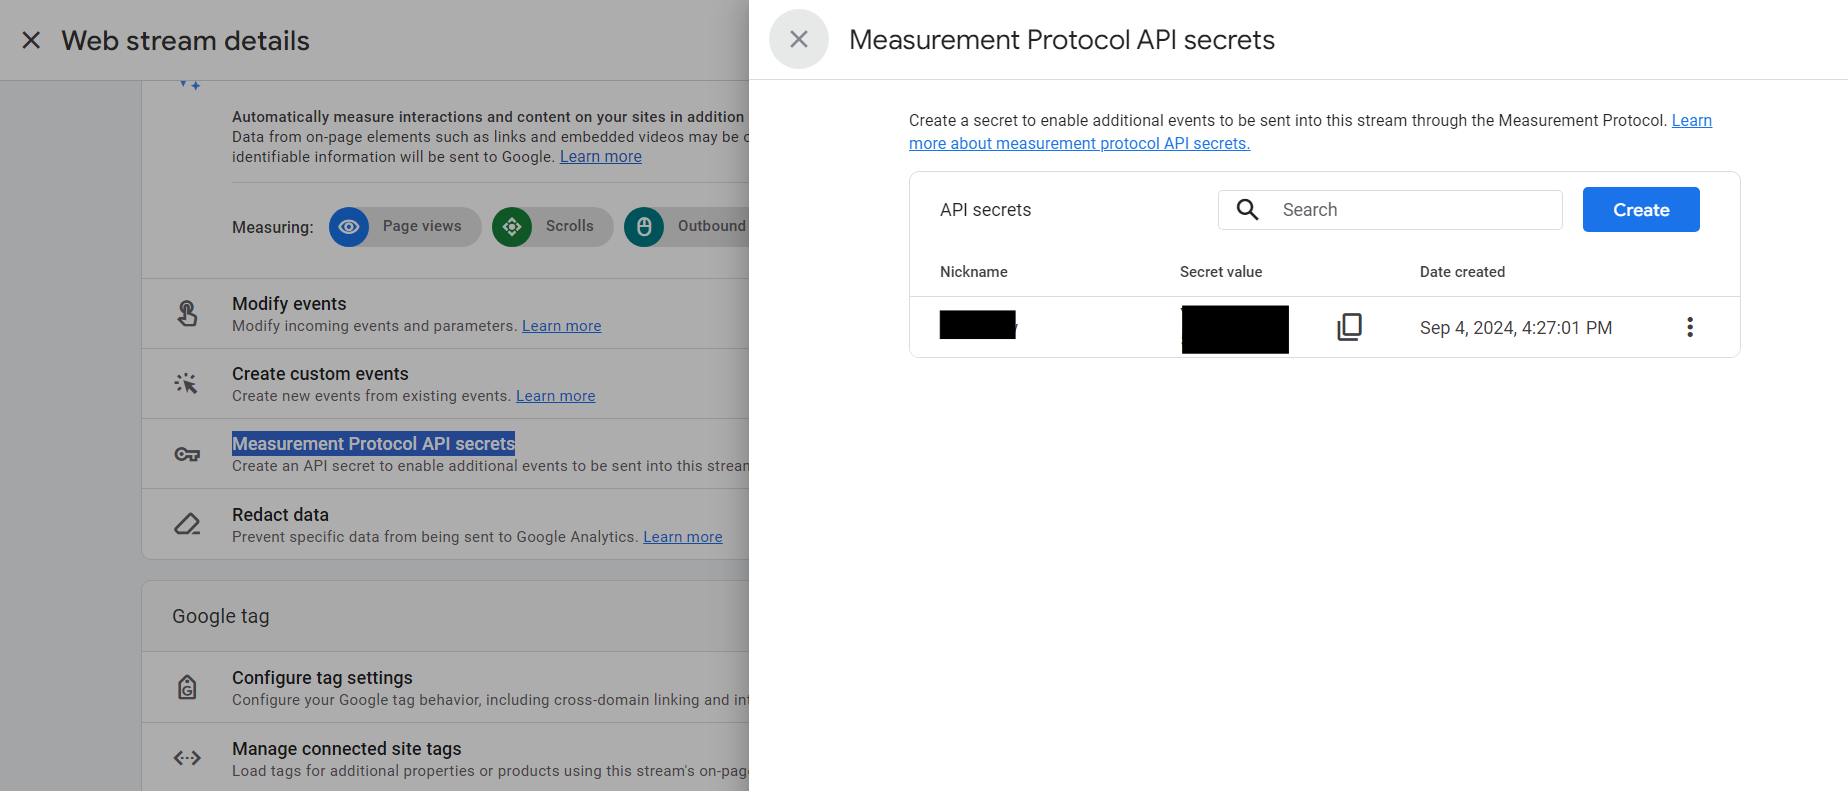 Web stream details
Automatically measure interactions and content on your sites in addition
Data from on-page elements such as links and embedded videos may be
identifiable information will be sent to Google. Learn more
Measuring:
Page views
Scrolls
Outbound
Modify events
Modify incoming events and parameters. Learn more
Create custom events
Create new events from existing events. Learn more
Measurement Protocol API secrets
Create an API secret to enable additional events to be sent into this stream
Redact data
Prevent specific data from being sent to Google Analytics. Learn more
Google tag
Configure tag settings
Configure your Google tag behavior, including cross-domain linking and
Manage connected site tags
Load tags for additional properties or products using this stream's on-page
Measurement Protocol API secrets
Create a secret to enable additional events to be sent into this stream through the Measurement Protocol. Learn
more about measurement protocol API secrets.
API secrets
Search
Create
Nickname
Secret value
Date created
Sep 4, 2024, 4:27:01 PM